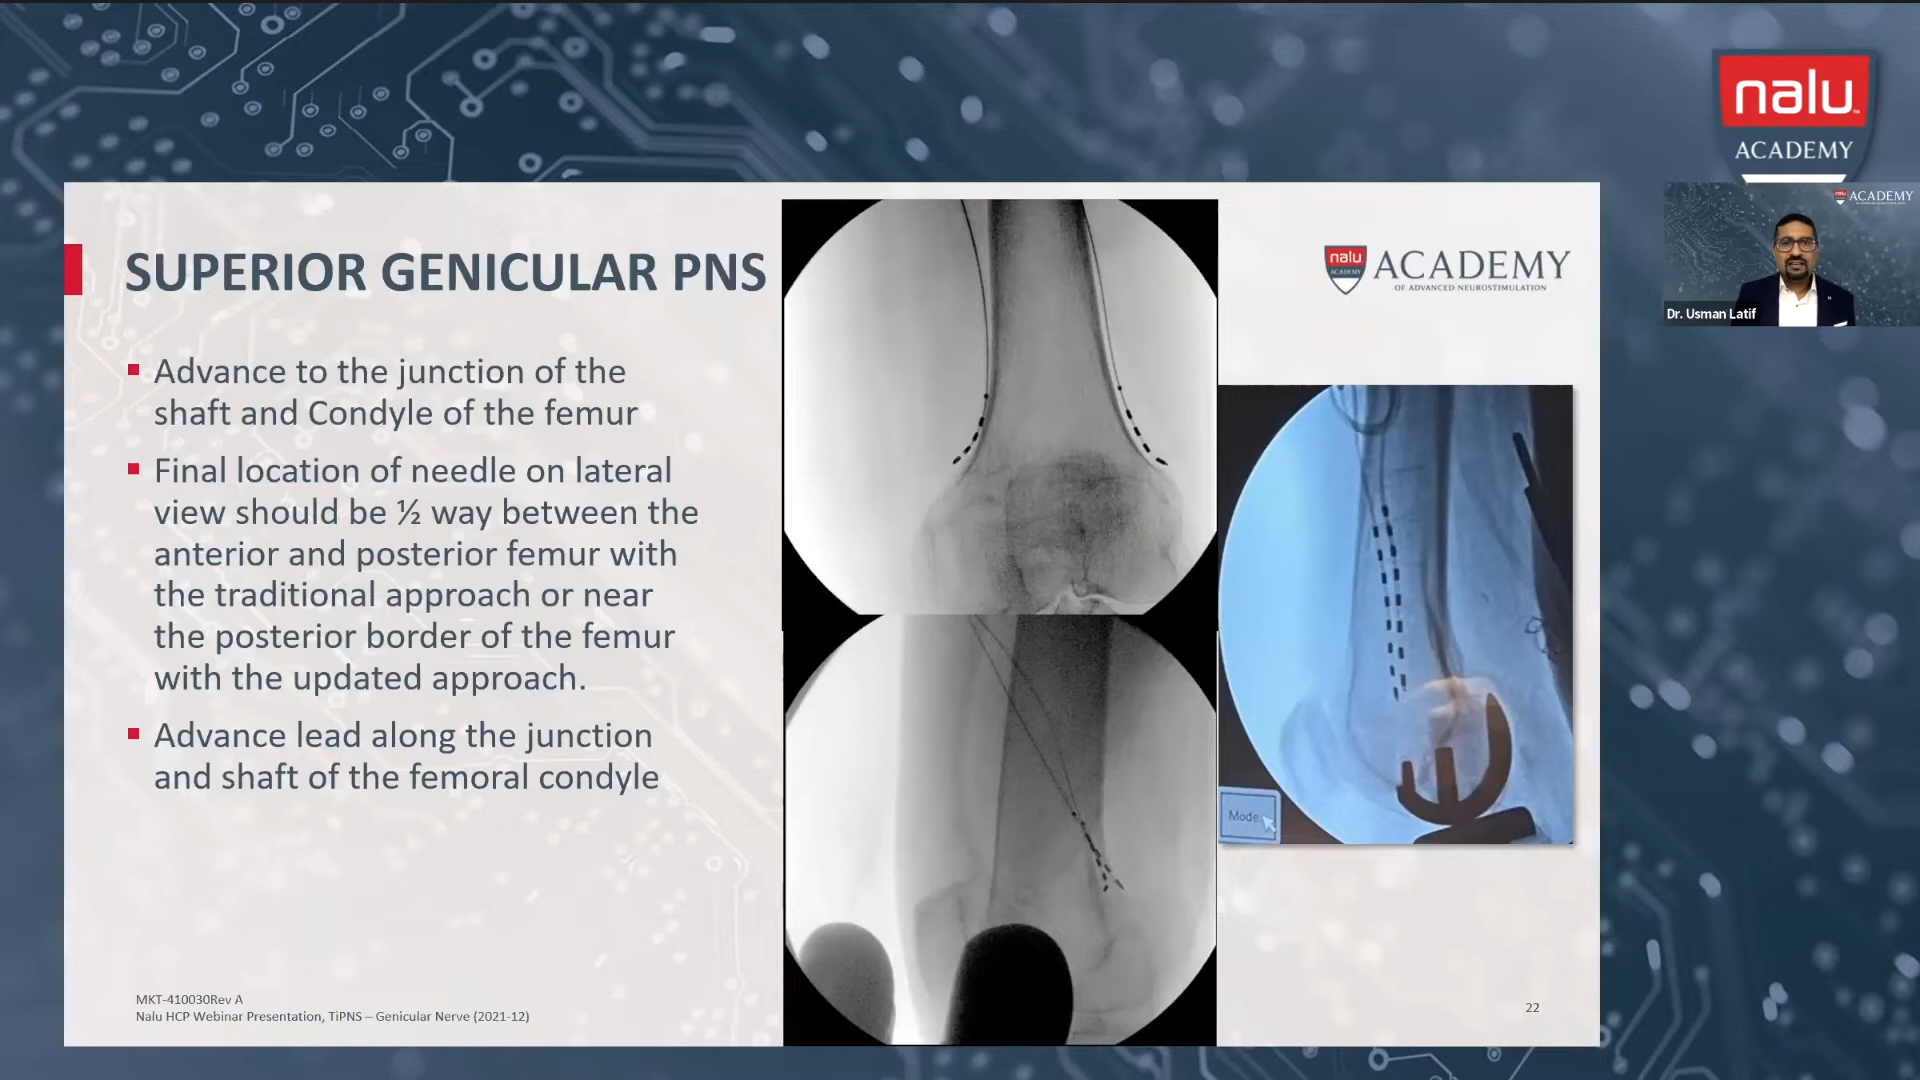 nalu
ACADEMY
SUPERIOR GENICULAR PNS
nalu
ACADEMY
ACADEMY
OF ADVANCED NEUROSTIMULATION
ACADEMY
Dr. Usman Latif
▪ Advance to the junction of the
shaft and Condyle of the femur
▪ Final location of needle on lateral
view should be ½ way between the
anterior and posterior femur with
the traditional approach or near
the posterior border of the femur
with the updated approach.
▪ Advance lead along the junction
and shaft of the femoral condyle
Mode
MKT-410030Rev A
Nalu HCP Webinar Presentation, TiPNS – Genicular Nerve (2021-12)
22